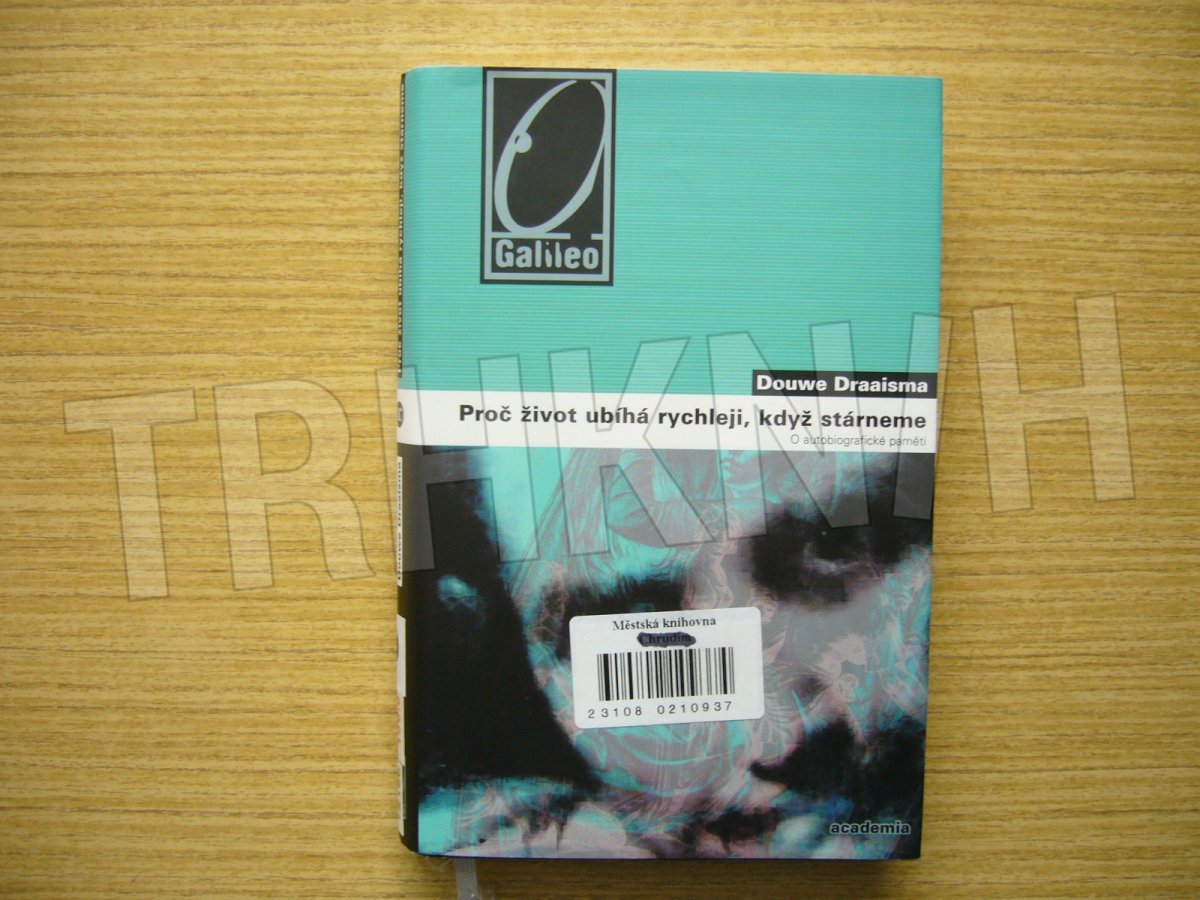 Galileo
Douwe Draaisma
Proč život ubíhá rychleji, když stárneme
O autobiografické paměti
Městská knihovna
Chrudim
23108 0210937
academia
TRHKNIH